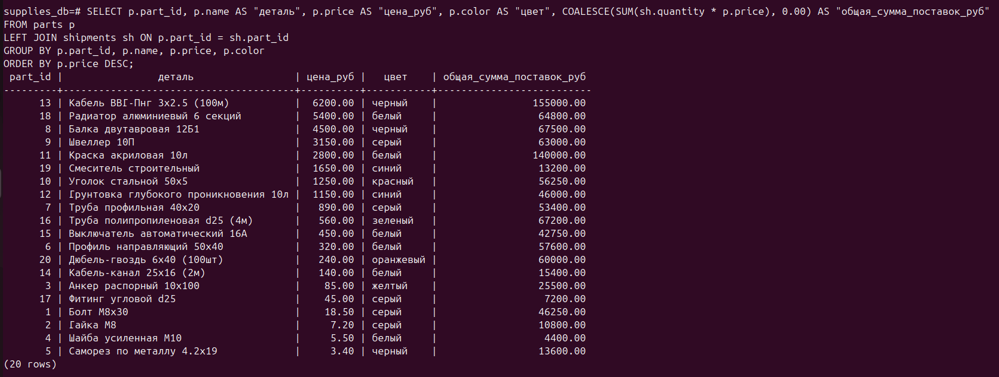 supplies_db=# SELECT p.part_id, p.name AS "деталь", p.price AS "цена_руб", p.color AS "цвет", COALESCE(SUM(sh.quantity * p.price), 0.00) AS "общая_сумма_поставок_руб"
FROM parts p
LEFT JOIN shipments sh ON p.part_id = sh.part_id
GROUP BY p.part_id, p.name, p.price, p.color
ORDER BY p.price DESC;
 part_id |                деталь                 | цена_руб |   цвет    | общая_сумма_поставок_руб
---------+---------------------------------------+----------+-----------+--------------------------
      13 | Кабель ВВГ-Пнг 3х2.5 (100м)           |  6200.00 | черный    |                155000.00
      18 | Радиатор алюминиевый 6 секций         |  5400.00 | белый     |                 64800.00
       8 | Балка двутавровая 12Б1                |  4500.00 | черный    |                 67500.00
       9 | Швеллер 10П                           |  3150.00 | серый     |                 63000.00
      11 | Краска акриловая 10л                  |  2800.00 | белый     |                140000.00
      19 | Смеситель строительный                |  1650.00 | синий     |                 13200.00
      10 | Уголок стальной 50х5                  |  1250.00 | красный   |                 56250.00
      12 | Грунтовка глубокого проникновения 10л |  1150.00 | синий     |                 46000.00
       7 | Труба профильная 40х20                |   890.00 | серый     |                 53400.00
      16 | Труба полипропиленовая d25 (4м)       |   560.00 | зеленый   |                 67200.00
      15 | Выключатель автоматический 16А        |   450.00 | белый     |                 42750.00
       6 | Профиль направляющий 50х40            |   320.00 | белый     |                 57600.00
      20 | Дюбель-гвоздь 6х40 (100шт)            |   240.00 | оранжевый |                 60000.00
      14 | Кабель-канал 25х16 (2м)               |   140.00 | белый     |                 15400.00
       3 | Анкер распорный 10х100                |    85.00 | желтый    |                 25500.00
      17 | Фитинг угловой d25                    |    45.00 | серый     |                  7200.00
       1 | Болт М8х30                            |    18.50 | серый     |                 46250.00
       2 | Гайка М8                              |     7.20 | серый     |                 10800.00
       4 | Шайба усиленная М10                   |     5.50 | белый     |                  4400.00
       5 | Саморез по металлу 4.2х19             |     3.40 | черный    |                 13600.00
(20 rows)